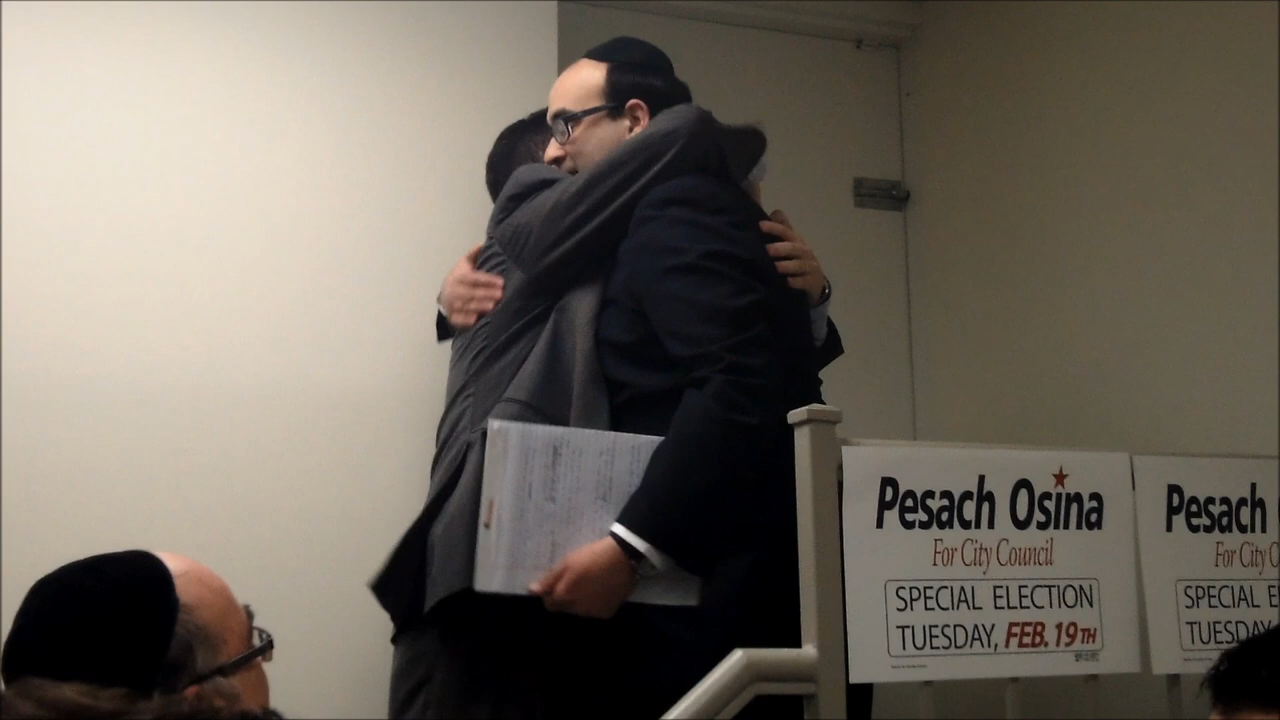 Pesach Osina
For City Council
SPECIAL ELECTION
TUESDAY, FEB. 19TH
Pesach
For City C
SPECIAL E
TUESDAY